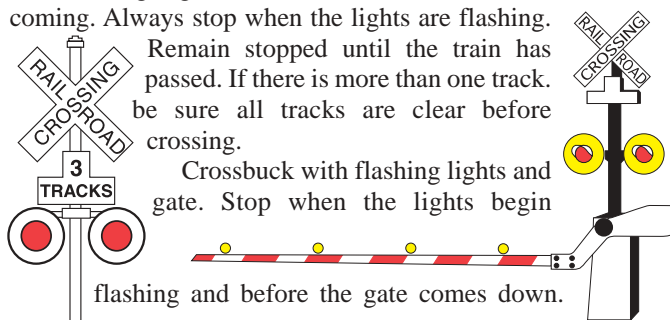 coming. Always stop when the lights are flashing.
Remain stopped until the train has
passed. If there is more than one track.
be sure all tracks are clear before
crossing.
Crossbuck with flashing lights and
gate. Stop when the lights begin
flashing and before the gate comes down.
RAIL ROAD
CROSSING
3
TRACKS
RAIL ROAD
CROSSING